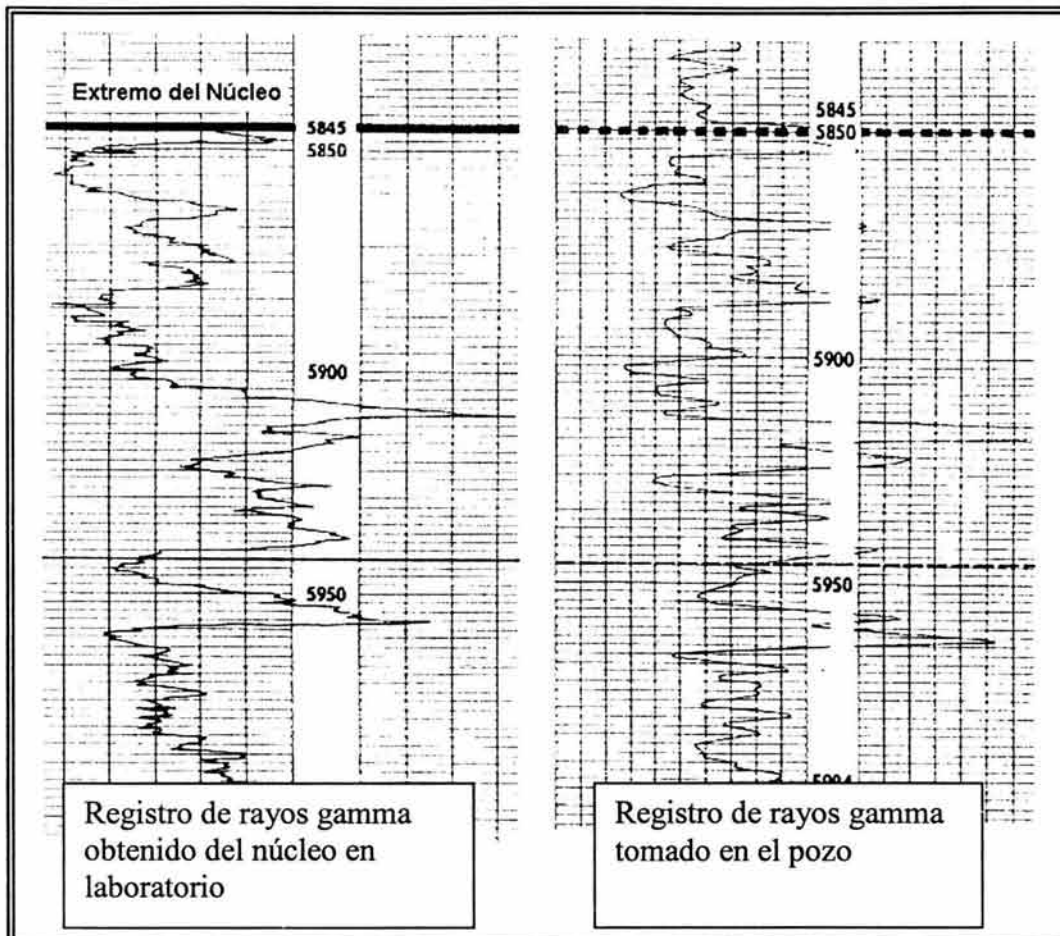 Extremo del Núcleo
5845
5850
5900
5950
Registro de rayos gamma
obtenido del núcleo en
laboratorio
5845
5850
5900
5950
5994
Registro de rayos gamma
tomado en el pozo